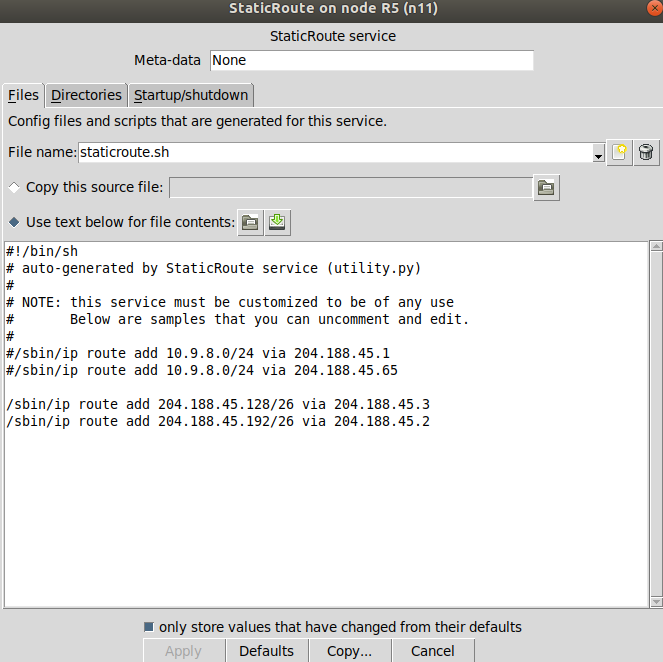 StaticRoute on node R5 (n11)
StaticRoute service
Meta-data None
Files Directories Startup/shutdown
Config files and scripts that are generated for this service.
File name: staticroute.sh
Copy this source file:
Use text below for file contents:
#!/bin/sh
# auto-generated by StaticRoute service (utility.py)
#
# NOTE: this service must be customized to be of any use
#       Below are samples that you can uncomment and edit.
#
#/sbin/ip route add 10.9.8.0/24 via 204.188.45.1
#/sbin/ip route add 10.9.8.0/24 via 204.188.45.65
/sbin/ip route add 204.188.45.128/26 via 204.188.45.3
/sbin/ip route add 204.188.45.192/26 via 204.188.45.2
only store values that have changed from their defaults
Apply Defaults Copy... Cancel